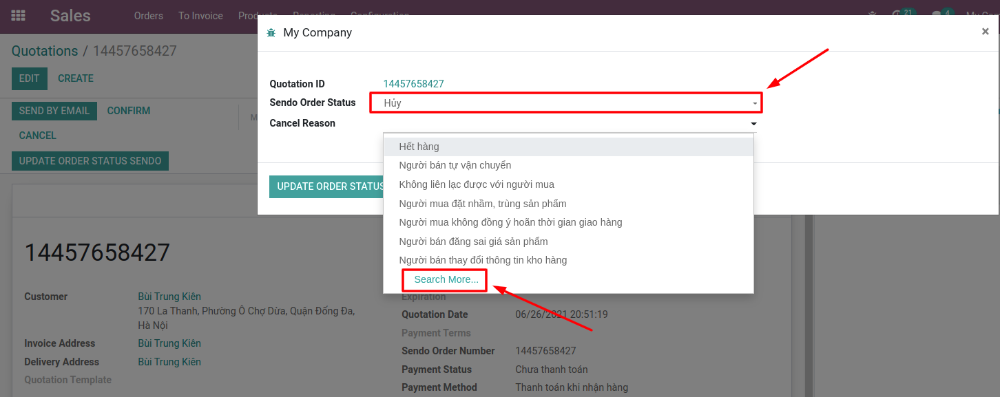 Sales
Orders
To Invoice
Products
Reporting
Configuration
21
4
My Com
Quotations / 14457658427
EDIT
CREATE
SEND BY EMAIL
CONFIRM
CANCEL
UPDATE ORDER STATUS SENDO
My Company
×
Quotation ID
14457658427
Sendo Order Status
Hủy
Cancel Reason
Hết hàng
Người bán tự vận chuyển
Không liên lạc được với người mua
Người mua đặt nhầm, trùng sản phẩm
Người mua không đồng ý hoãn thời gian giao hàng
Người bán đăng sai giá sản phẩm
Người bán thay đổi thông tin kho hàng
Search More...
UPDATE ORDER STATUS
14457658427
Customer
Bùi Trung Kiên
170 La Thanh, Phường Ô Chợ Dừa, Quận Đống Đa,
Hà Nội
Invoice Address
Bùi Trung Kiên
Delivery Address
Bùi Trung Kiên
Quotation Template
Expiration
Quotation Date
06/26/2021 20:51:19
Payment Terms
Sendo Order Number
14457658427
Payment Status
Chưa thanh toán
Payment Method
Thanh toán khi nhận hàng